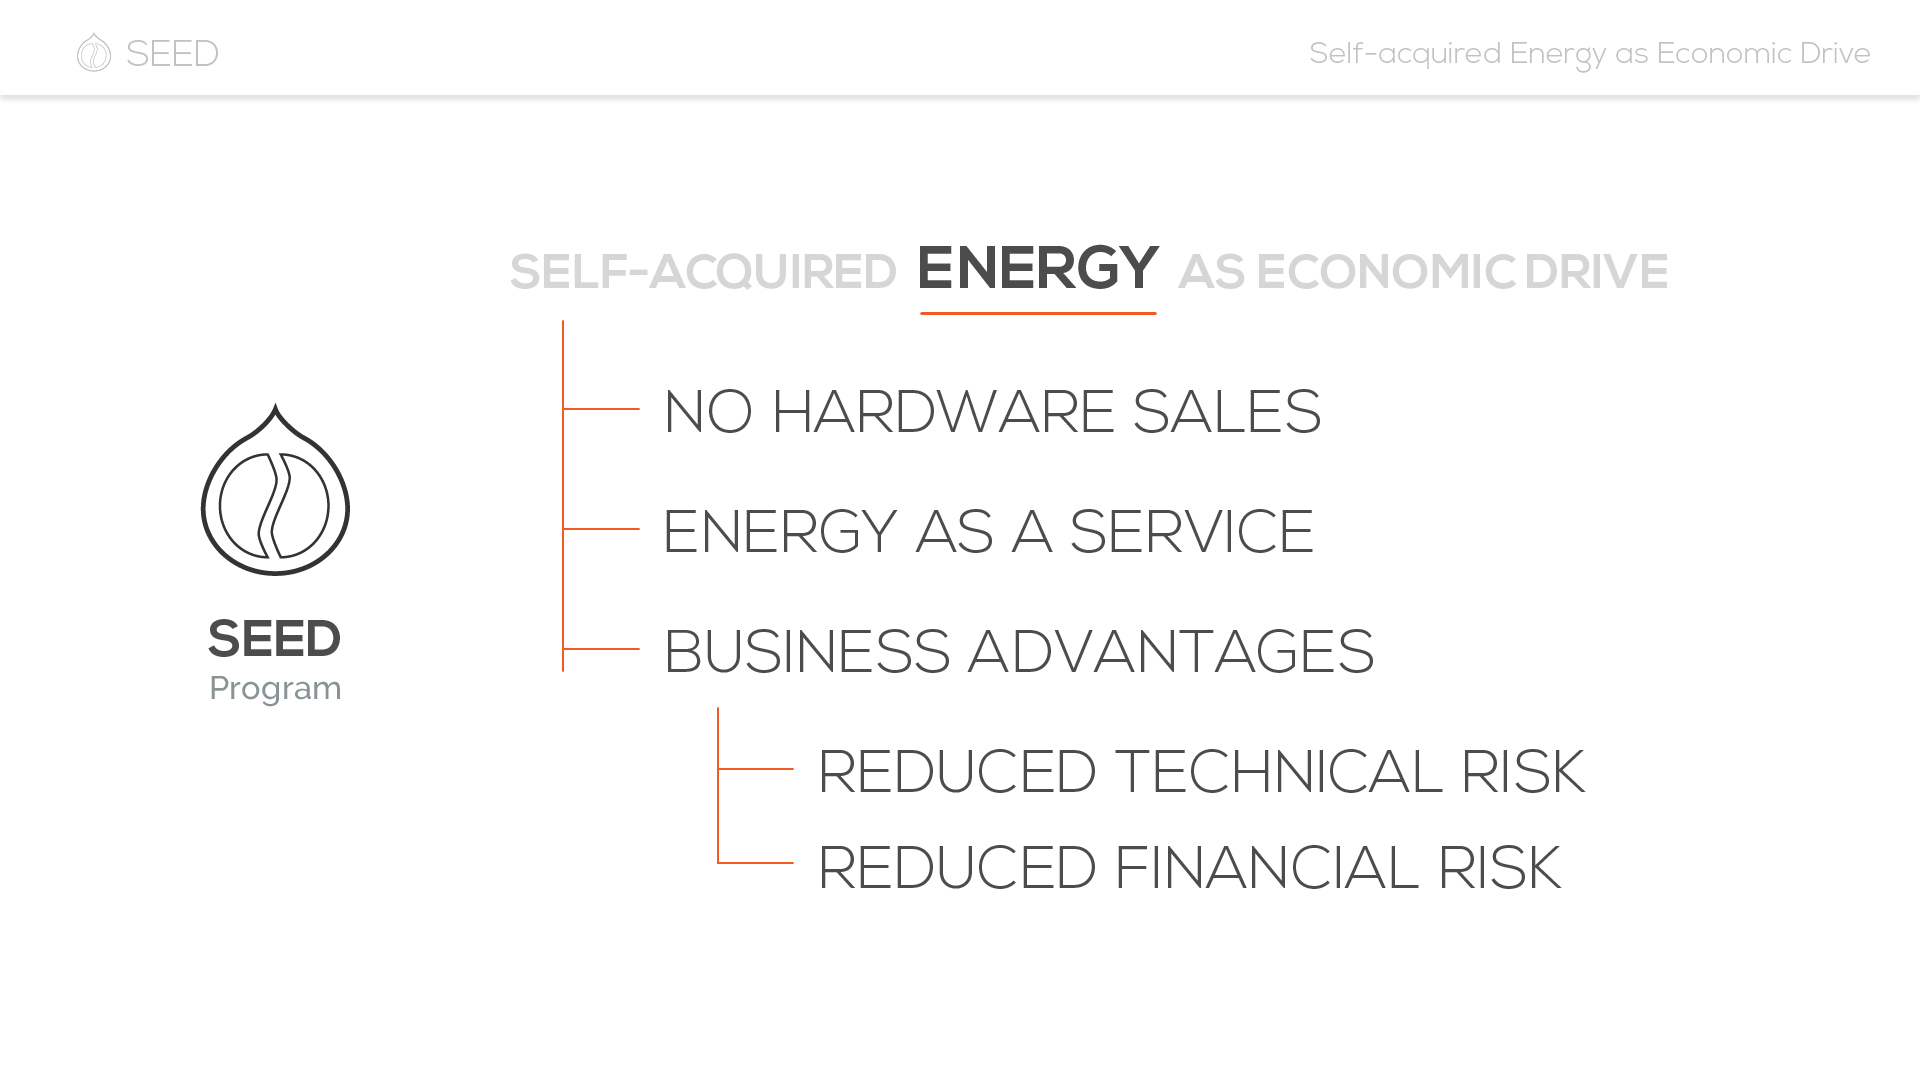 SEED
Self-acquired Energy as Economic Drive
SELF-ACQUIRED ENERGY AS ECONOMIC DRIVE
NO HARDWARE SALES
ENERGY AS A SERVICE
BUSINESS ADVANTAGES
REDUCED TECHNICAL RISK
REDUCED FINANCIAL RISK
SEED
Program